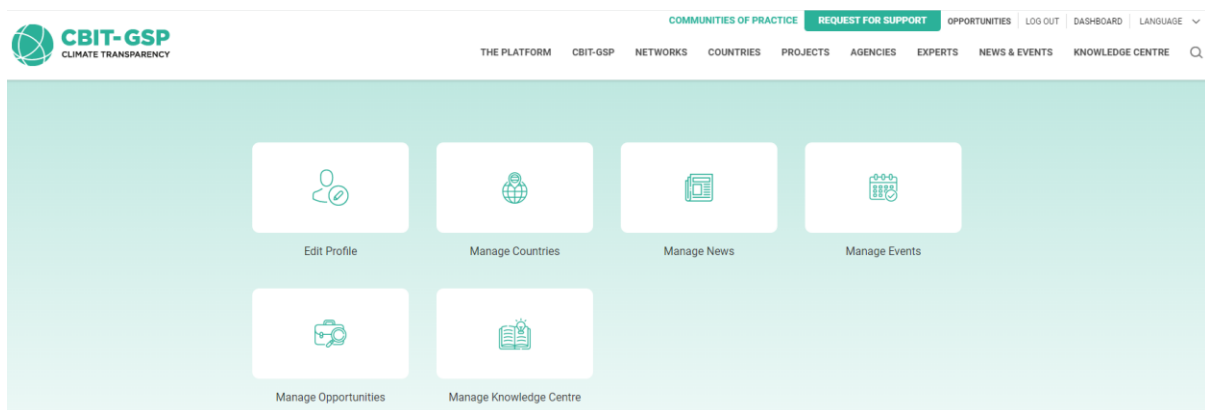 COMMUNITIES OF PRACTICE REQUEST FOR SUPPORT OPPORTUNITIES LOG OUT DASHBOARD LANGUAGE
CBIT-GSP
CLIMATE TRANSPARENCY
THE PLATFORM CBIT-GSP NETWORKS COUNTRIES PROJECTS AGENCIES EXPERTS NEWS & EVENTS KNOWLEDGE CENTRE
Edit Profile Manage Countries Manage News Manage Events
Manage Opportunities Manage Knowledge Centre